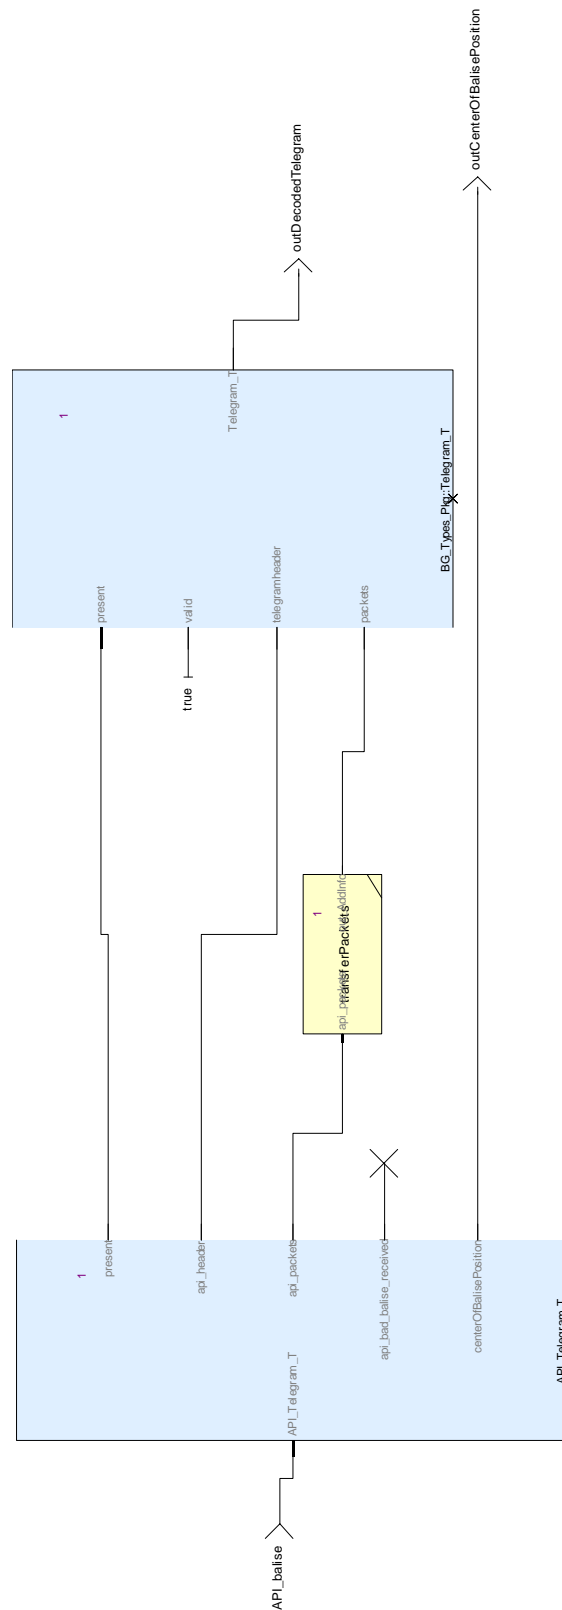 API_balise
API_Telegram_T
1
present
api_header
api_packets
api_bad_balise_received
centerOfBalisePosition
API_Telegram_T
1
transferPackets
true
present
valid
telegramheader
packets
Telegram_T
1
BG_Types_Pkg::Telegram_T
outDecodedTelegram
outCenterOfBalisePosition